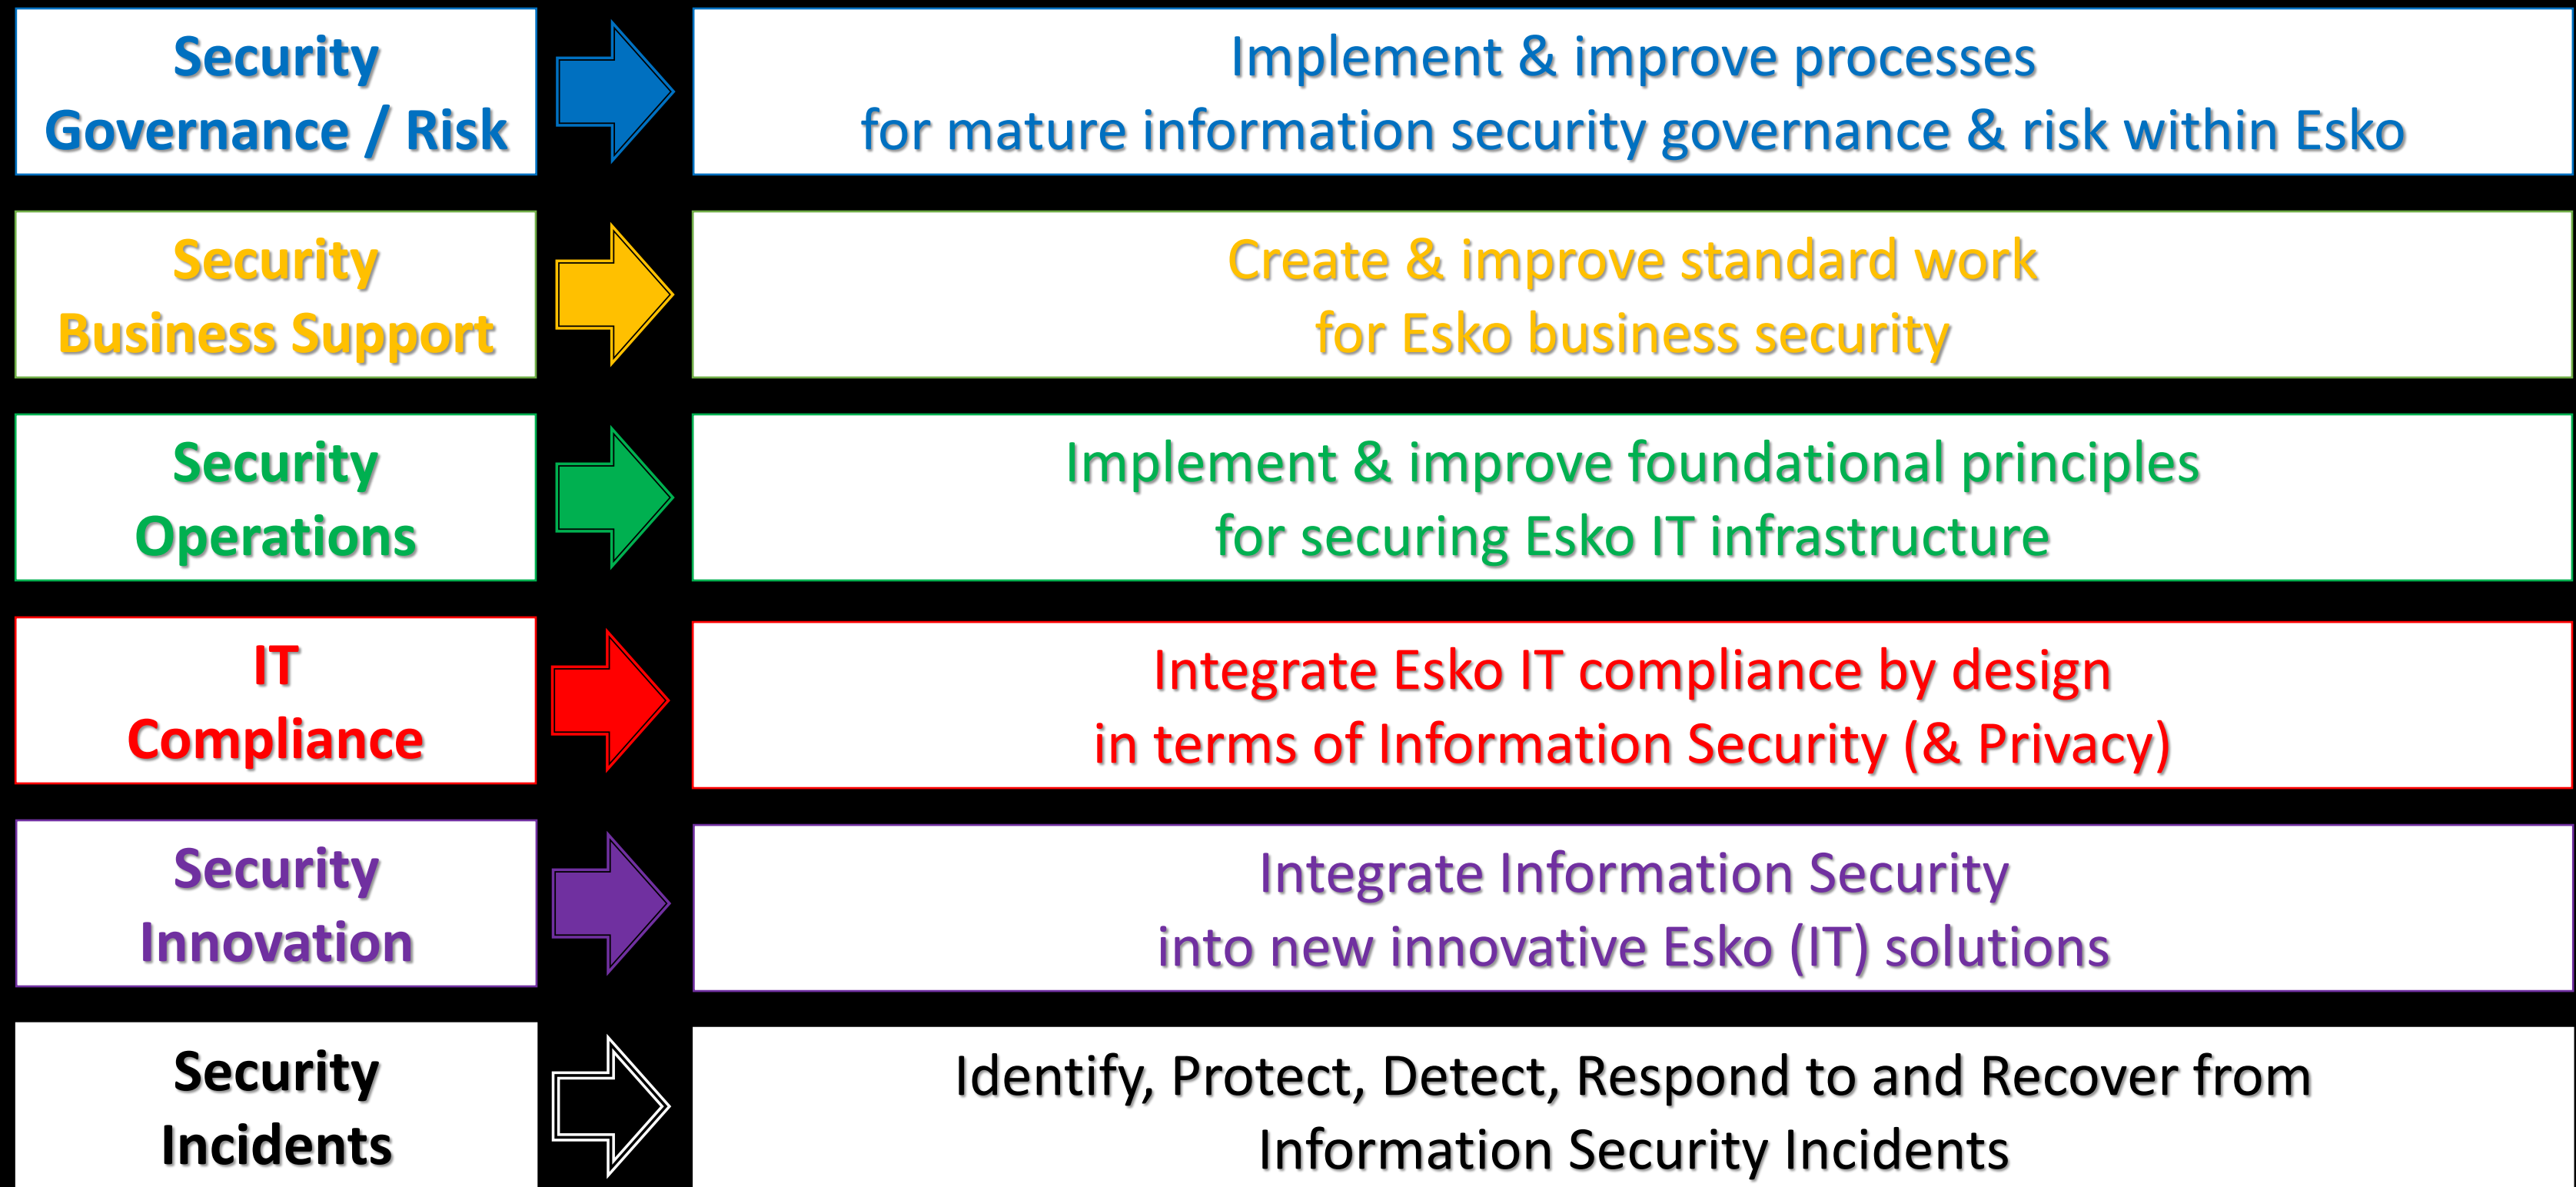 Security
Governance / Risk
Implement & improve processes
for mature information security governance & risk within Esko
Security
Business Support
Create & improve standard work
for Esko business security
Security
Operations
Implement & improve foundational principles
for securing Esko IT infrastructure
IT
Compliance
Integrate Esko IT compliance by design
in terms of Information Security (& Privacy)
Security
Innovation
Integrate Information Security
into new innovative Esko (IT) solutions
Security
Incidents
Identify, Protect, Detect, Respond to and Recover from
Information Security Incidents